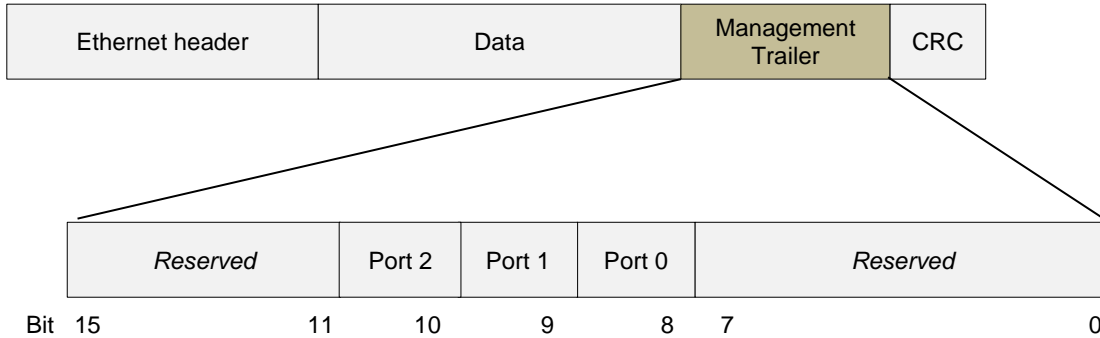 Ethernet header Data Management Trailer CRC
Reserved Port 2 Port 1 Port 0 Reserved
Bit 15 11 10 9 8 7 0